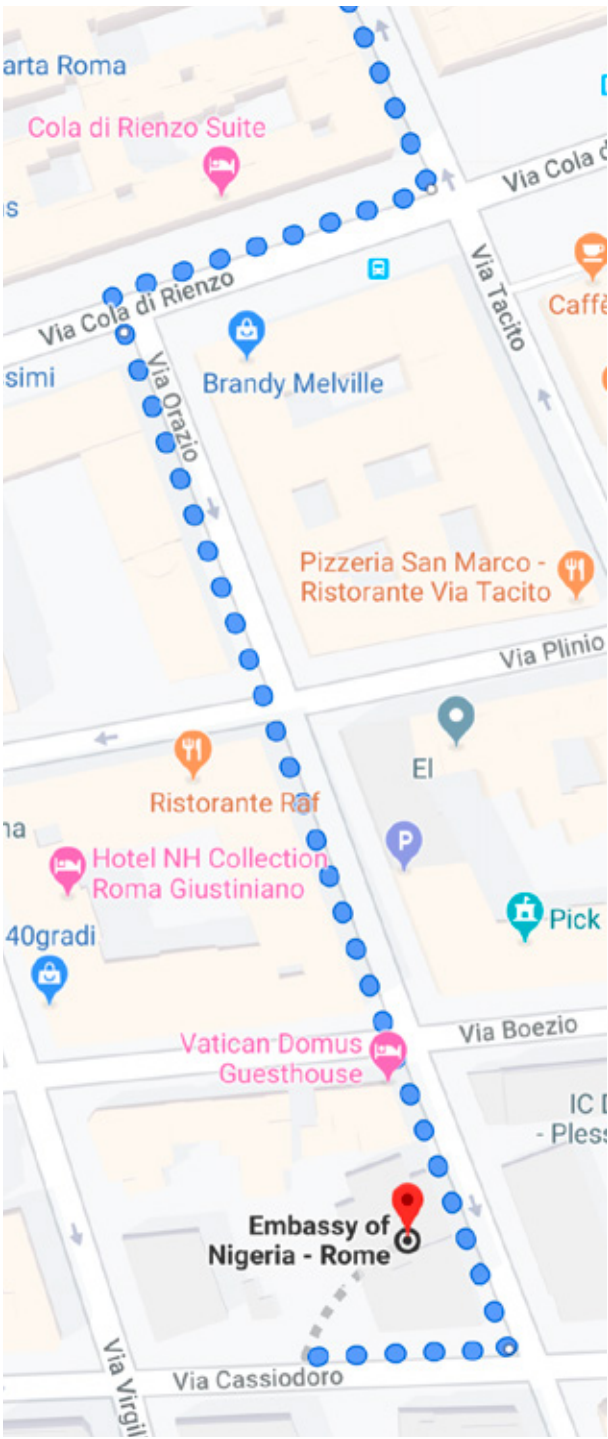 arta Roma
Cola di Rienzo Suite
Via Cola d
Via Tacito
Caffè
Via Cola di Rienzo
simi
Via Orazio
Brandy Melville
Pizzeria San Marco -
Ristorante Via Tacito
Via Plinio
El
Ristorante Raf
P
na
Hotel NH Collection
Roma Giustiniano
Pick
40gradi
Via Boezio
Vatican Domus
Guesthouse
IC D
- Pless
Embassy of
Nigeria - Rome
Via Cassiodoro
Via Virgil